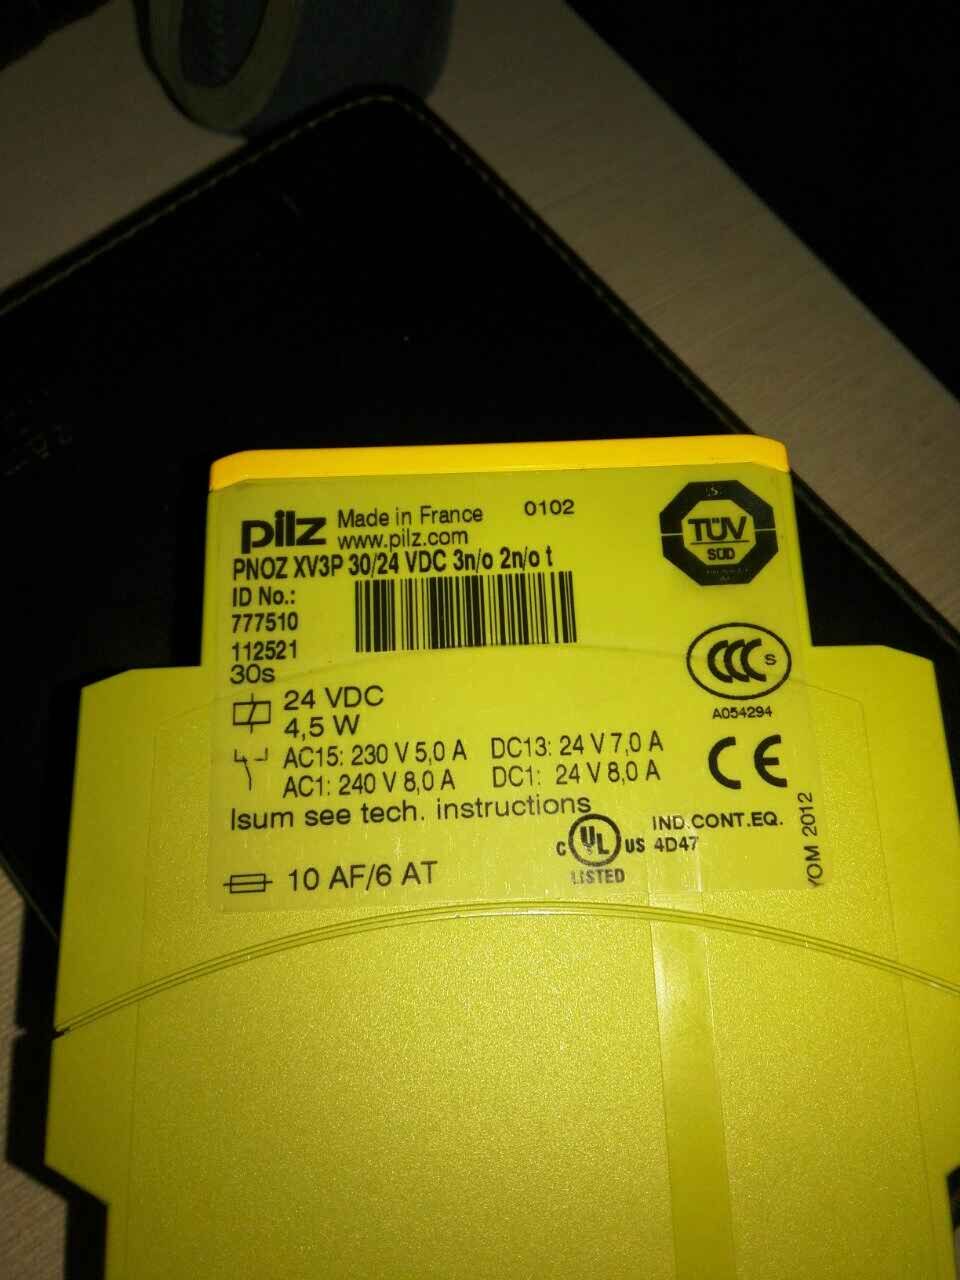 pilz Made in France 0102
www.pilz.com
PNOZ XV3P 30/24 VDC 3n/o 2n/o t
ID No.:
777510
112521
30s
24 VDC
4,5 W
AC15: 230 V 5,0 A DC13: 24 V 7,0 A
AC1: 240 V 8,0 A DC1: 24 V 8,0 A
Isum see tech. instructions
10 AF/6 AT
TÜV
SÜD
CCC S
A054294
CE
C UL US
LISTED
IND.CONT.EQ.
4D47
YOM 2012